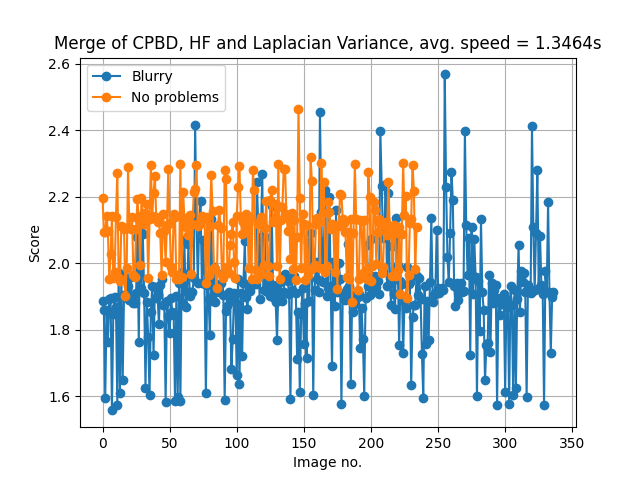 Merge of CPBD, HF and Laplacian Variance, avg. speed = 1.3464s
Blurry
No problems
2.6
2.4
2.2
2.0
1.8
1.6
Score
0 50 100 150 200 250 300 350
Image no.